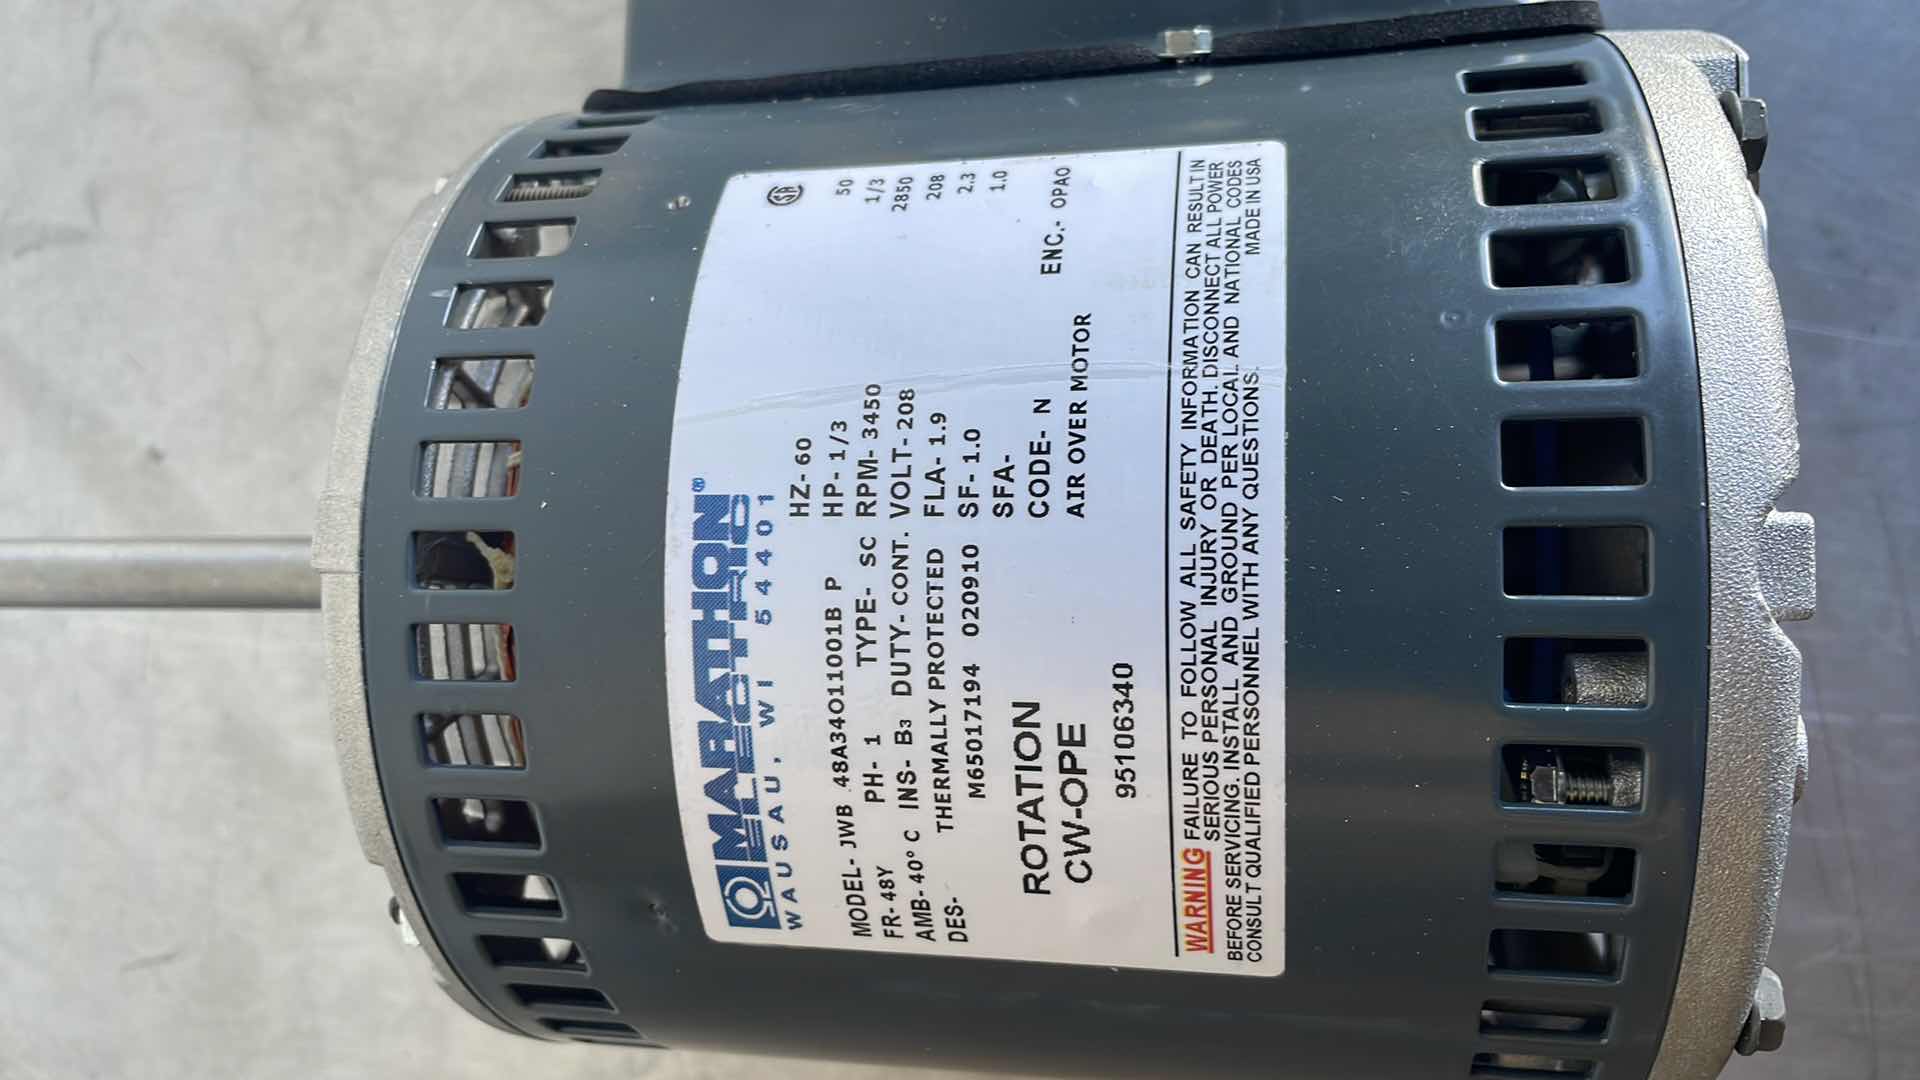 MARATHON®
ELECTRIC
WAUSAU, WI 54401
HZ- 60 50
MODEL- JWB 48A34O11001B P HP- 1/3 1/3
FR- 48Y PH- 1 TYPE- SC RPM- 3450 2850
AMB- 40° C INS- B3 DUTY- CONT. VOLT- 208 208
DES- THERMALLY PROTECTED FLA- 1.9 2.3
M65017194 020910 SF- 1.0 1.0
SFA-
ROTATION CODE- N ENC.- OPAO
CW-OPE AIR OVER MOTOR
95106340
WARNING FAILURE TO FOLLOW ALL SAFETY INFORMATION CAN RESULT IN
SERIOUS PERSONAL INJURY OR DEATH. DISCONNECT ALL POWER
BEFORE SERVICING. INSTALL AND GROUND PER LOCAL AND NATIONAL CODES
CONSULT QUALIFIED PERSONNEL WITH ANY QUESTIONS. MADE IN USA